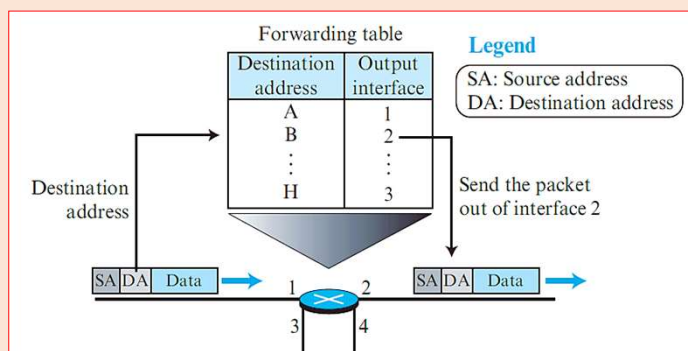 Forwarding table
Legend
SA: Source address
DA: Destination address
Destination address
Output interface
A 1
B 2
⋮ ⋮
H 3
Destination
address
Send the packet
out of interface 2
SA DA Data
1 2
SA DA Data
3 4